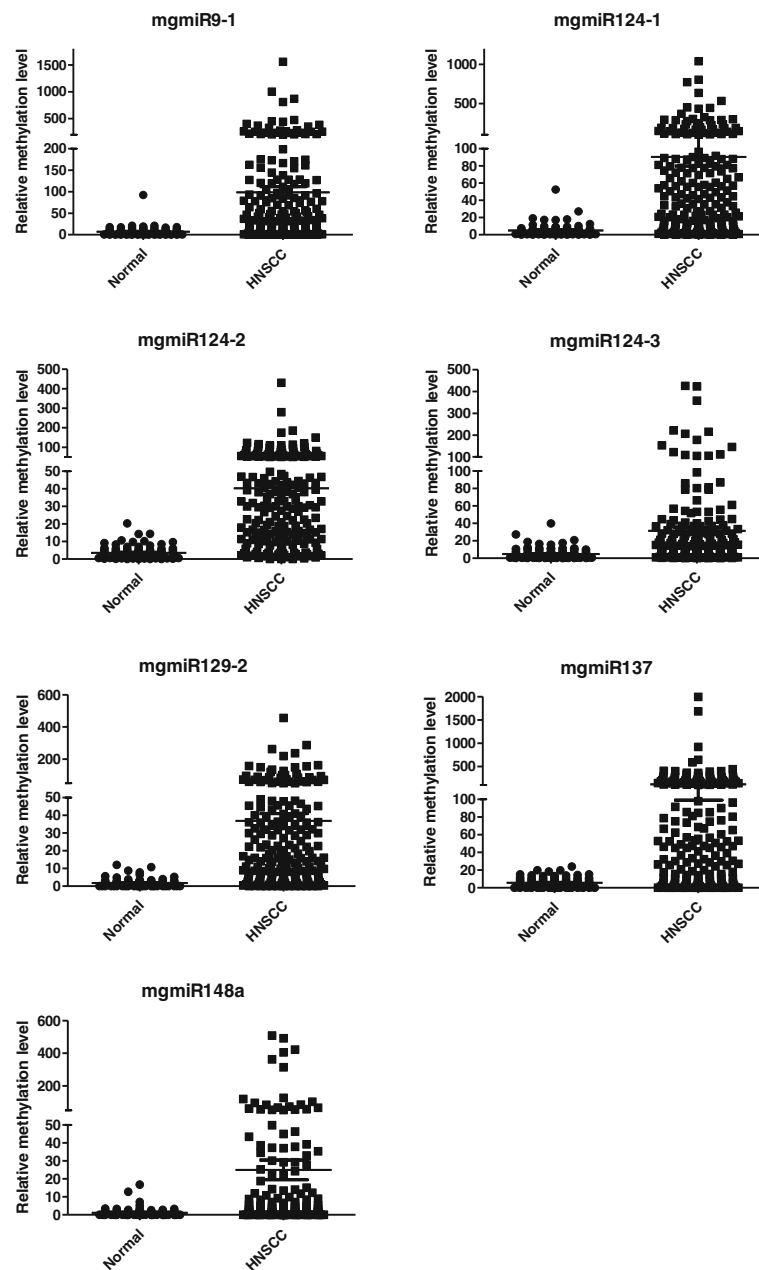 mgmiR9-1
Relative methylation level
1500
1000
500
200
150
100
50
0
Normal
HNSCC
mgmiR124-1
Relative methylation level
1000
500
100
80
60
40
20
0
Normal
HNSCC
mgmiR124-2
Relative methylation level
500
400
300
200
100
50
40
30
20
10
0
Normal
HNSCC
mgmiR124-3
Relative methylation level
500
400
300
200
100
100
80
60
40
20
0
Normal
HNSCC
mgmiR129-2
Relative methylation level
600
400
200
50
40
30
20
10
0
Normal
HNSCC
mgmiR137
Relative methylation level
2000
1500
1000
500
100
80
60
40
20
0
Normal
HNSCC
mgmiR148a
Relative methylation level
600
400
200
50
40
30
20
10
0
Normal
HNSCC